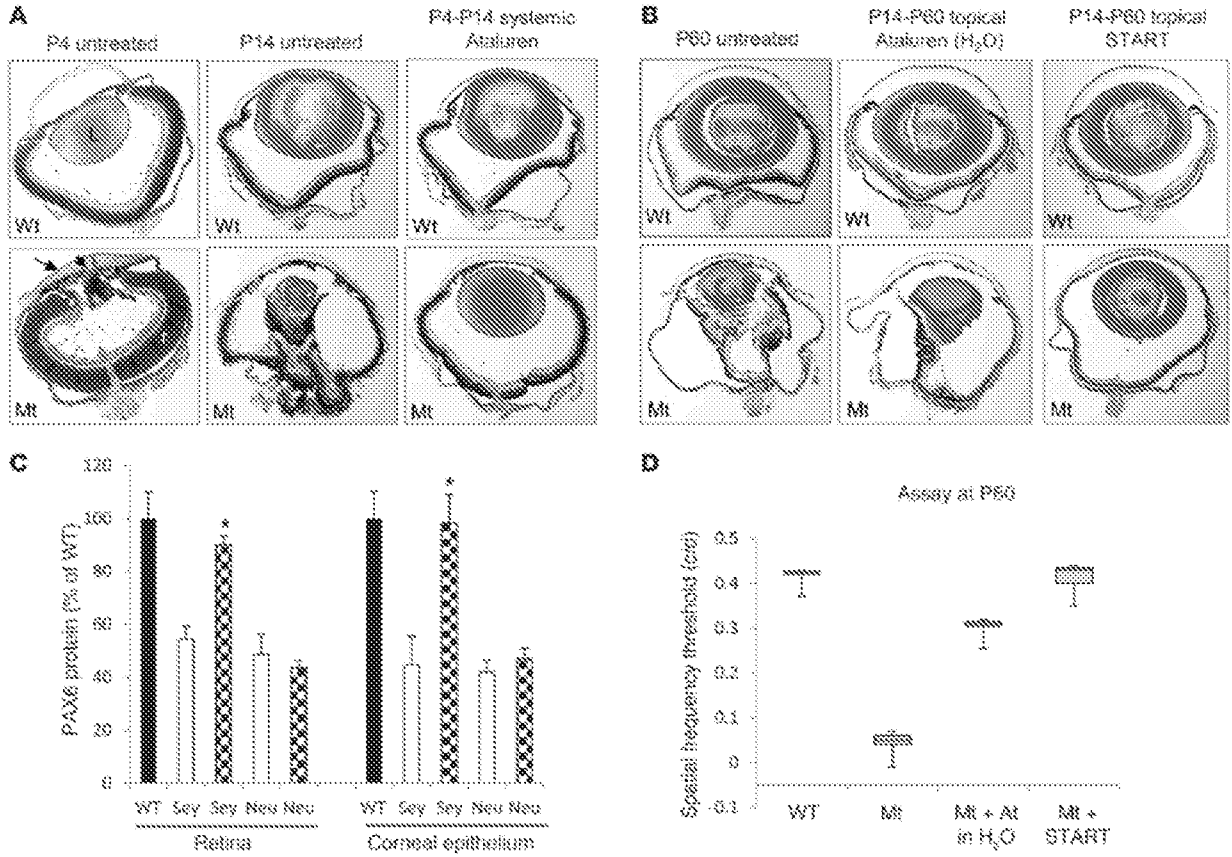 A
P4 untreated
P14 untreated
P4-P14 systemic
Ataluren
Wt
Wt
Wt
Mt
Mt
Mt
B
P60 untreated
P14-P60 topical
Ataluren (H₂O)
P14-P60 topical
START
Wt
Wt
Wt
Mt
Mt
Mt
C
PAX6 protein (% of WT)
120
100
80
60
40
20
0
*
*
WT Sey Sey Neu Neu
WT Sey Sey Neu Neu
Retina
Corneal epithelium
D
Assay at P60
Spatial frequency threshold (c/d)
0.5
0.4
0.3
0.2
0.1
0
-0.1
WT
Mt
Mt + At
in H₂O
Mt +
START